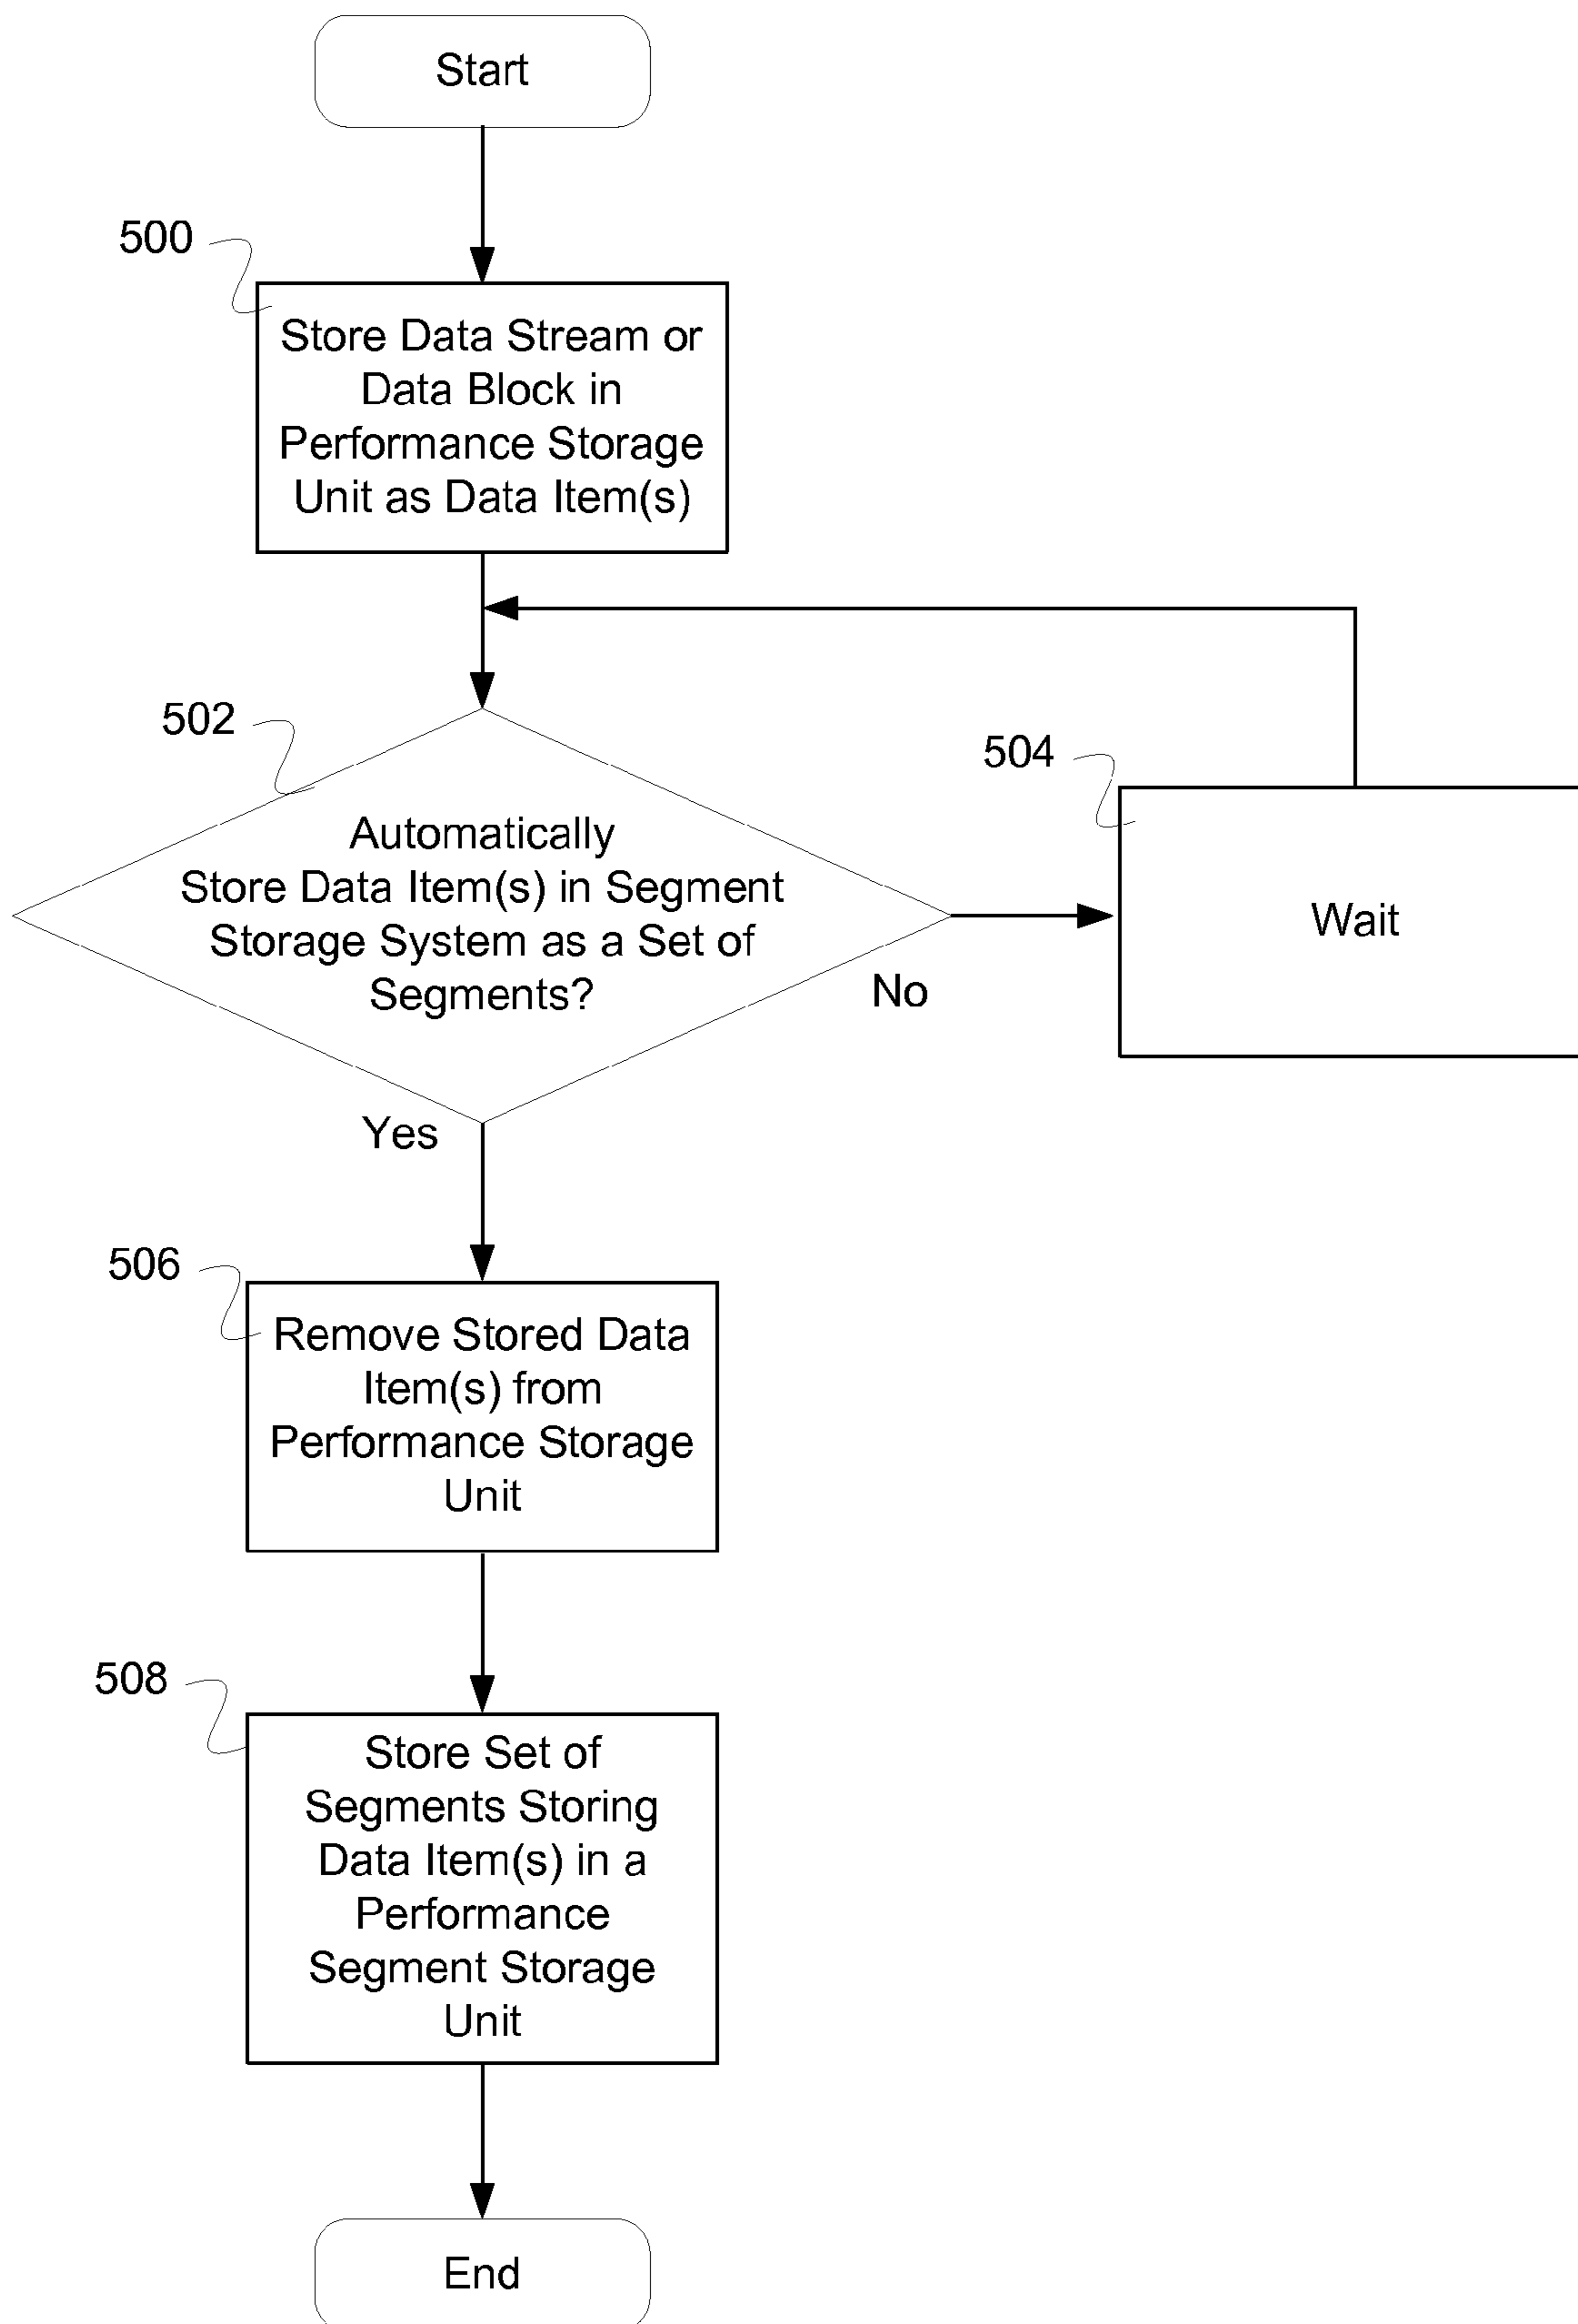 Start
500
Store Data Stream or
Data Block in
Performance Storage
Unit as Data Item(s)
502
Automatically
Store Data Item(s) in Segment
Storage System as a Set of
Segments?
504
Wait
No
Yes
506
Remove Stored Data
Item(s) from
Performance Storage
Unit
508
Store Set of
Segments Storing
Data Item(s) in a
Performance
Segment Storage
Unit
End